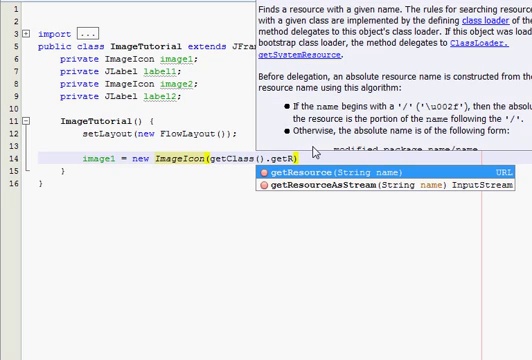 Finds a resource with a given name. The rules for searching resource
with a given class are implemented by the defining class loader of
method delegates to this object's class loader. If this object was load
bootstrap class loader, the method delegates to ClassLoader.
getSystemResource.
Before delegation, an absolute resource name is constructed from the
resource name using this algorithm:
If the name begins with a '/' ('\u002f'), then the absolu
the resource is the portion of the name following the '/'.
Otherwise, the absolute name is of the following form:
modified_package_name/name
1
2
3 import ...
5 public class ImageTutorial extends JFram
6 private ImageIcon image1;
7 private JLabel label1;
8 private ImageIcon image2;
9 private JLabel label2;
10
11 ImageTutorial() {
12 setLayout(new FlowLayout());
13
14 image1 = new ImageIcon(getClass().getR)
15 }
16 }
getResource(String name) URL
getResourceAsStream(String name) InputStream